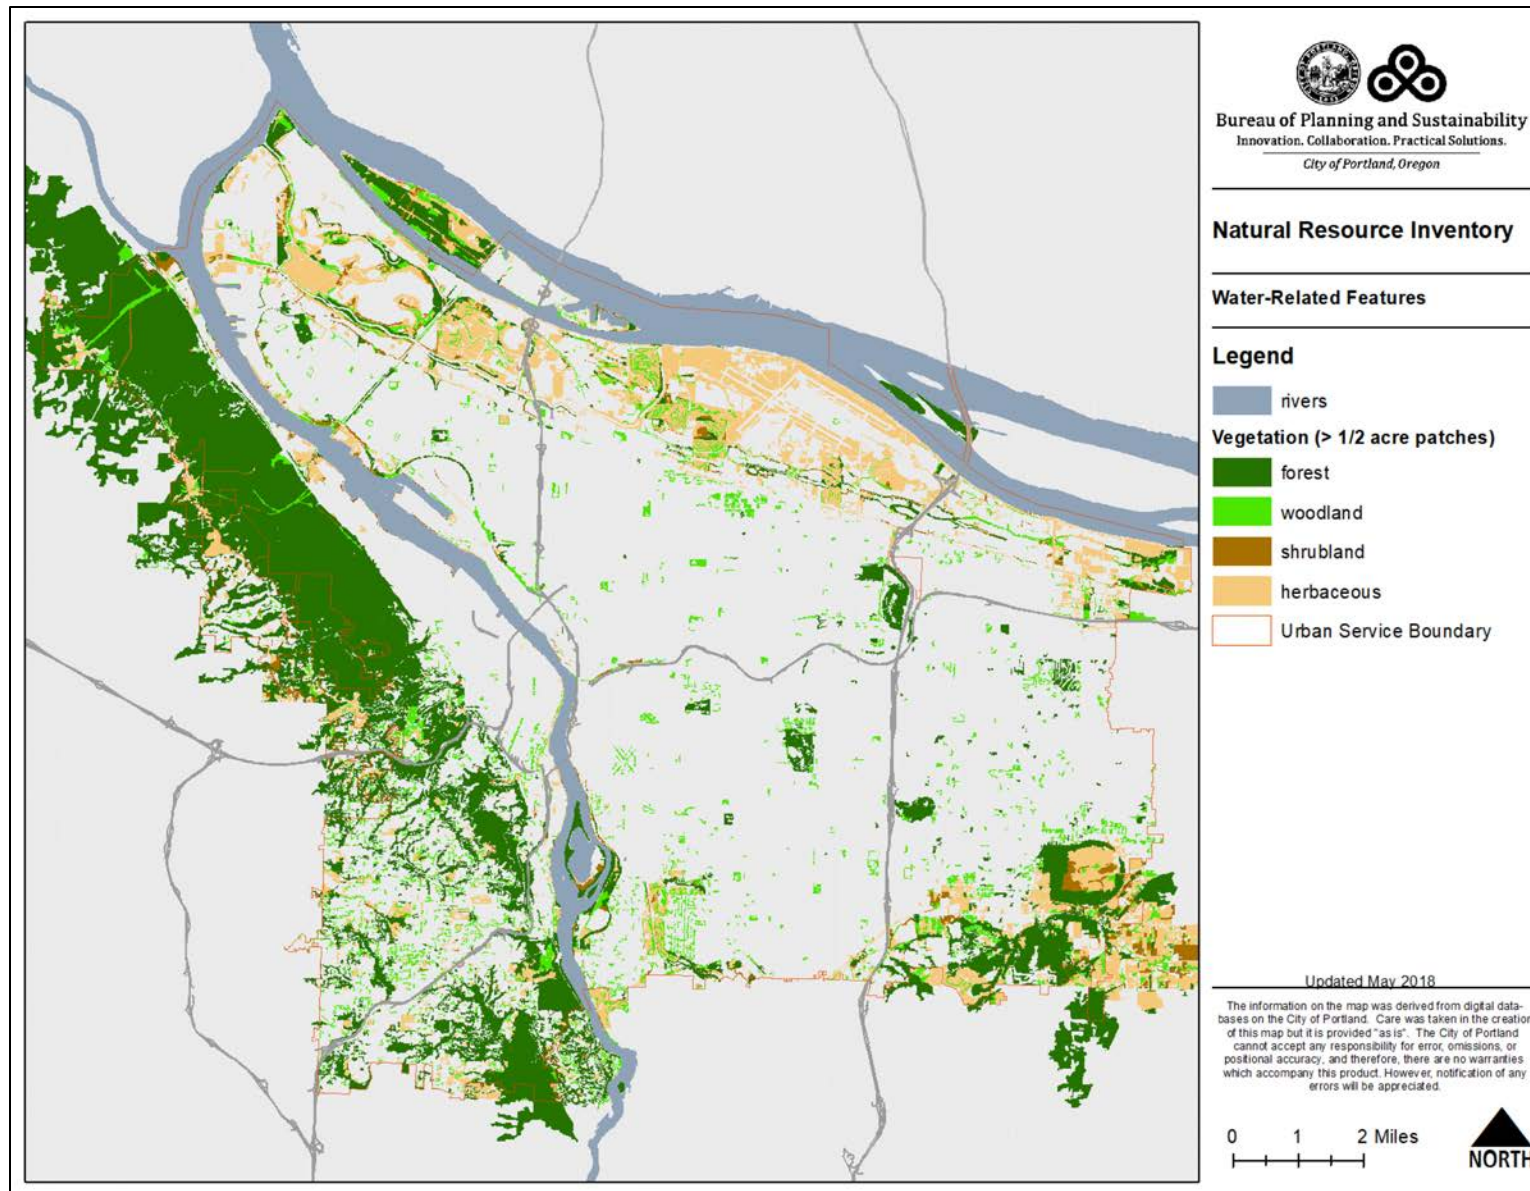 Bureau of Planning and Sustainability
Innovation. Collaboration. Practical Solutions.
City of Portland, Oregon
Natural Resource Inventory
Water-Related Features
Legend
rivers
Vegetation (> 1/2 acre patches)
forest
woodland
shrubland
herbaceous
Urban Service Boundary
Updated May 2018
The information on the map was derived from digital data-
bases on the City of Portland. Care was taken in the creation
of this map but it is provided "as is". The City of Portland
cannot accept any responsibility for error, omissions, or
positional accuracy, and therefore, there are no warranties
which accompany this product. However, notification of any
errors will be appreciated.
0 1 2 Miles
NORTH